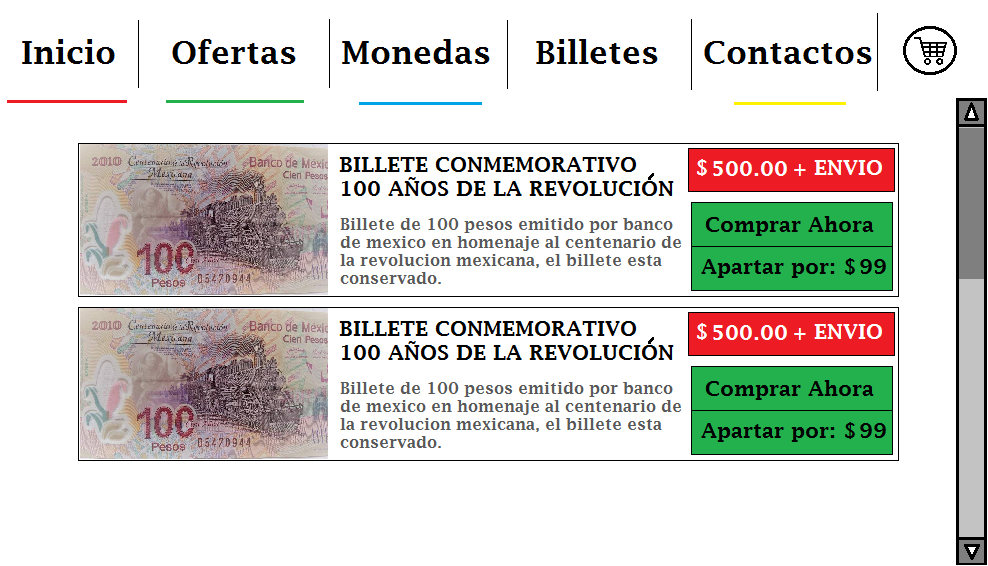 Inicio
Ofertas
Monedas
Billetes
Contactos
2010 Centenario de la Revolución Banco de Mexic
Mexicana Cien Pesos
100
Pesos 05470944
BILLETE CONMEMORATIVO
100 AÑOS DE LA REVOLUCIÓN
Billete de 100 pesos emitido por banco
de mexico en homenaje al centenario de
la revolucion mexicana, el billete esta
conservado.
$ 500.00 + ENVIO
Comprar Ahora
Apartar por: $ 99
2010 Centenario de la Revolución Banco de Mexic
Mexicana Cien Pesos
100
Pesos 05470944
BILLETE CONMEMORATIVO
100 AÑOS DE LA REVOLUCIÓN
Billete de 100 pesos emitido por banco
de mexico en homenaje al centenario de
la revolucion mexicana, el billete esta
conservado.
$ 500.00 + ENVIO
Comprar Ahora
Apartar por: $ 99